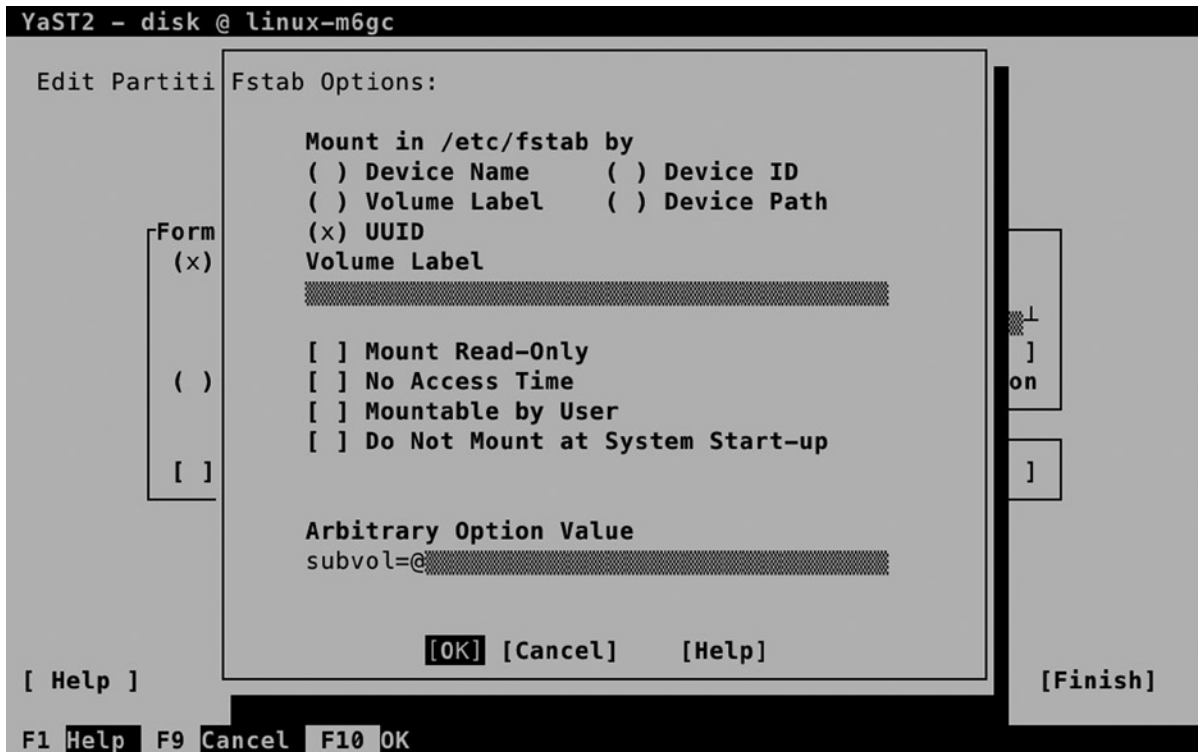 YaST2 – disk @ linux–m6gc
Edit Partiti
Fstab Options:
Mount in /etc/fstab by
( ) Device Name ( ) Device ID
( ) Volume Label ( ) Device Path
Form
(x) UUID
(x)
Volume Label
[ ] Mount Read–Only
]
( )
[ ] No Access Time
on
[ ] Mountable by User
[ ] Do Not Mount at System Start–up
[ ]
]
Arbitrary Option Value
subvol=@
[OK] [Cancel] [Help]
[ Help ]
[Finish]
F1 Help F9 Cancel F10 OK